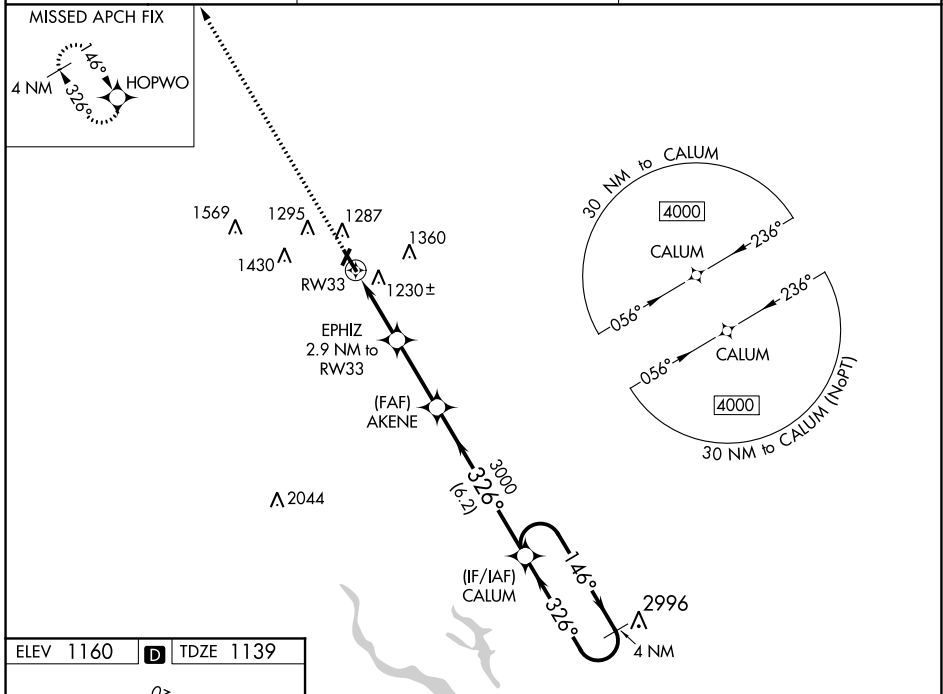 MISSED APCH FIX
146°
4 NM
326°
HOPWO
1569
1295
1287
1430
1360
RW33
1230±
EPHIZ
2.9 NM to
RW33
(FAF)
AKENE
2044
3000
326°
(6.2)
(IF/IAF)
CALUM
146°
326°
2996
4 NM
30 NM to CALUM
4000
CALUM
236°
056°
236°
056°
CALUM
4000
30 NM to CALUM (NoPT)
ELEV 1160 D TDZE 1139